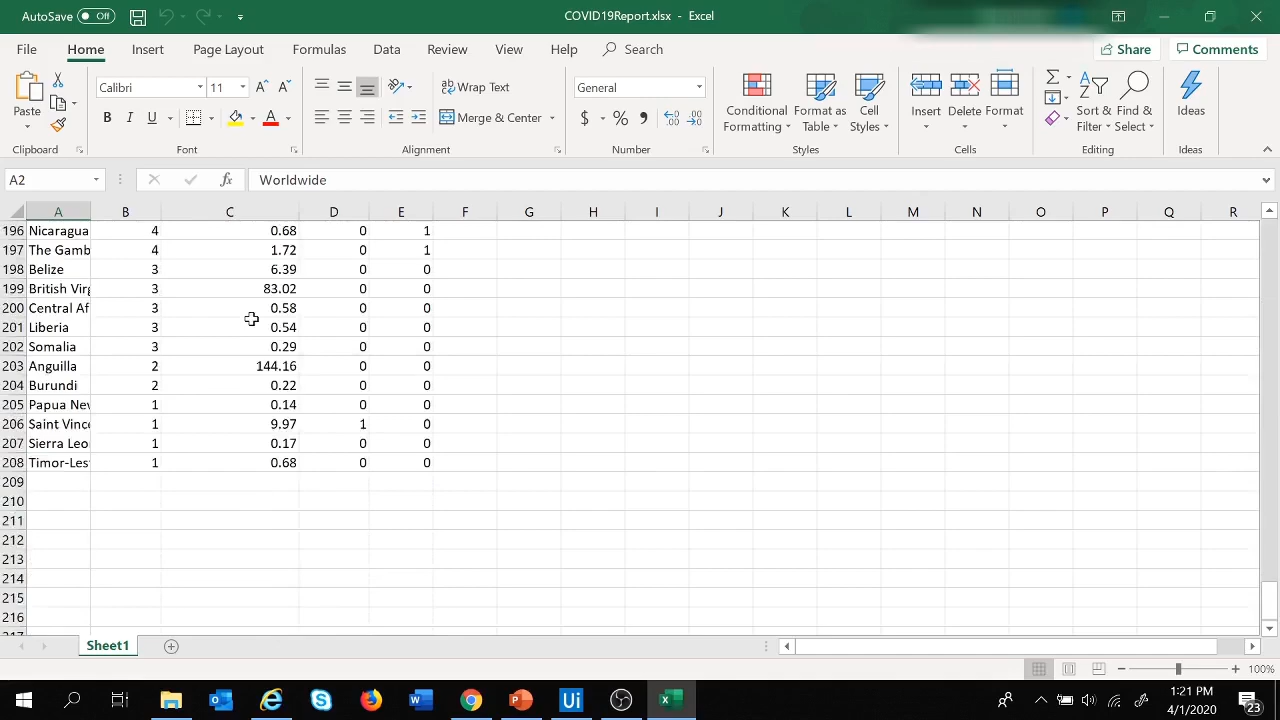 AutoSave Off COVID19Report.xlsx - Excel
File Home Insert Page Layout Formulas Data Review View Help Search Share Comments
Paste
Clipboard
Calibri 11
B I U
Font
Wrap Text
Merge & Center
Alignment
General
$ % ,
Number
Conditional Formatting
Format as Table
Cell Styles
Styles
Insert Delete Format
Cells
Sort & Filter
Find & Select
Editing
Ideas
Ideas
A2 fx Worldwide
A B C D E F G H I J K L M N O P Q R
196 Nicaragua 4 0.68 0 1
197 The Gamb 4 1.72 0 1
198 Belize 3 6.39 0 0
199 British Virg 3 83.02 0 0
200 Central Af 3 0.58 0 0
201 Liberia 3 0.54 0 0
202 Somalia 3 0.29 0 0
203 Anguilla 2 144.16 0 0
204 Burundi 2 0.22 0 0
205 Papua Nev 1 0.14 0 0
206 Saint Vince 1 9.97 1 0
207 Sierra Leo 1 0.17 0 0
208 Timor-Les 1 0.68 0 0
209
210
211
212
213
214
215
216
217
Sheet1
100%
1:21 PM
4/1/2020
23